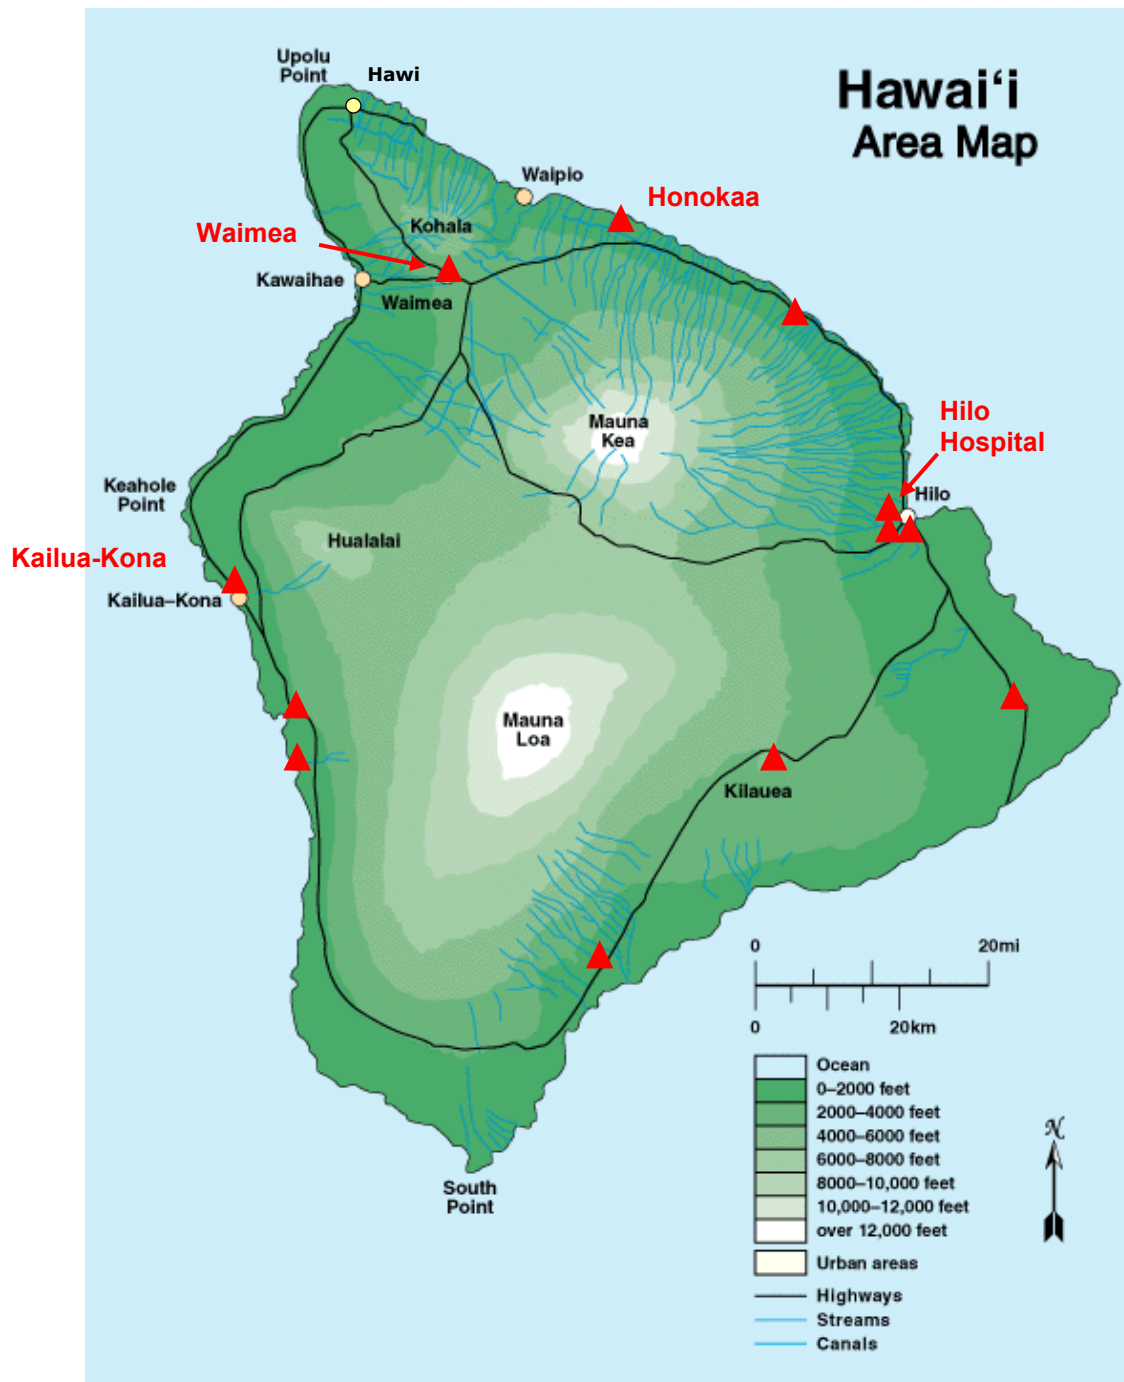 Hawai‘i
Area Map
Upolu
Point
Hawi
Waipio
Honokaa
Waimea
Kohala
Kawaihae
Waimea
Hilo
Hospital
Mauna
Kea
Keahole
Point
Hilo
Hualalai
Kailua-Kona
Kailua–Kona
Mauna
Loa
Kilauea
0 20mi
0 20km
Ocean
0–2000 feet
2000–4000 feet
4000–6000 feet
6000–8000 feet
8000–10,000 feet
10,000–12,000 feet
over 12,000 feet
Urban areas
Highways
Streams
Canals
N
South
Point